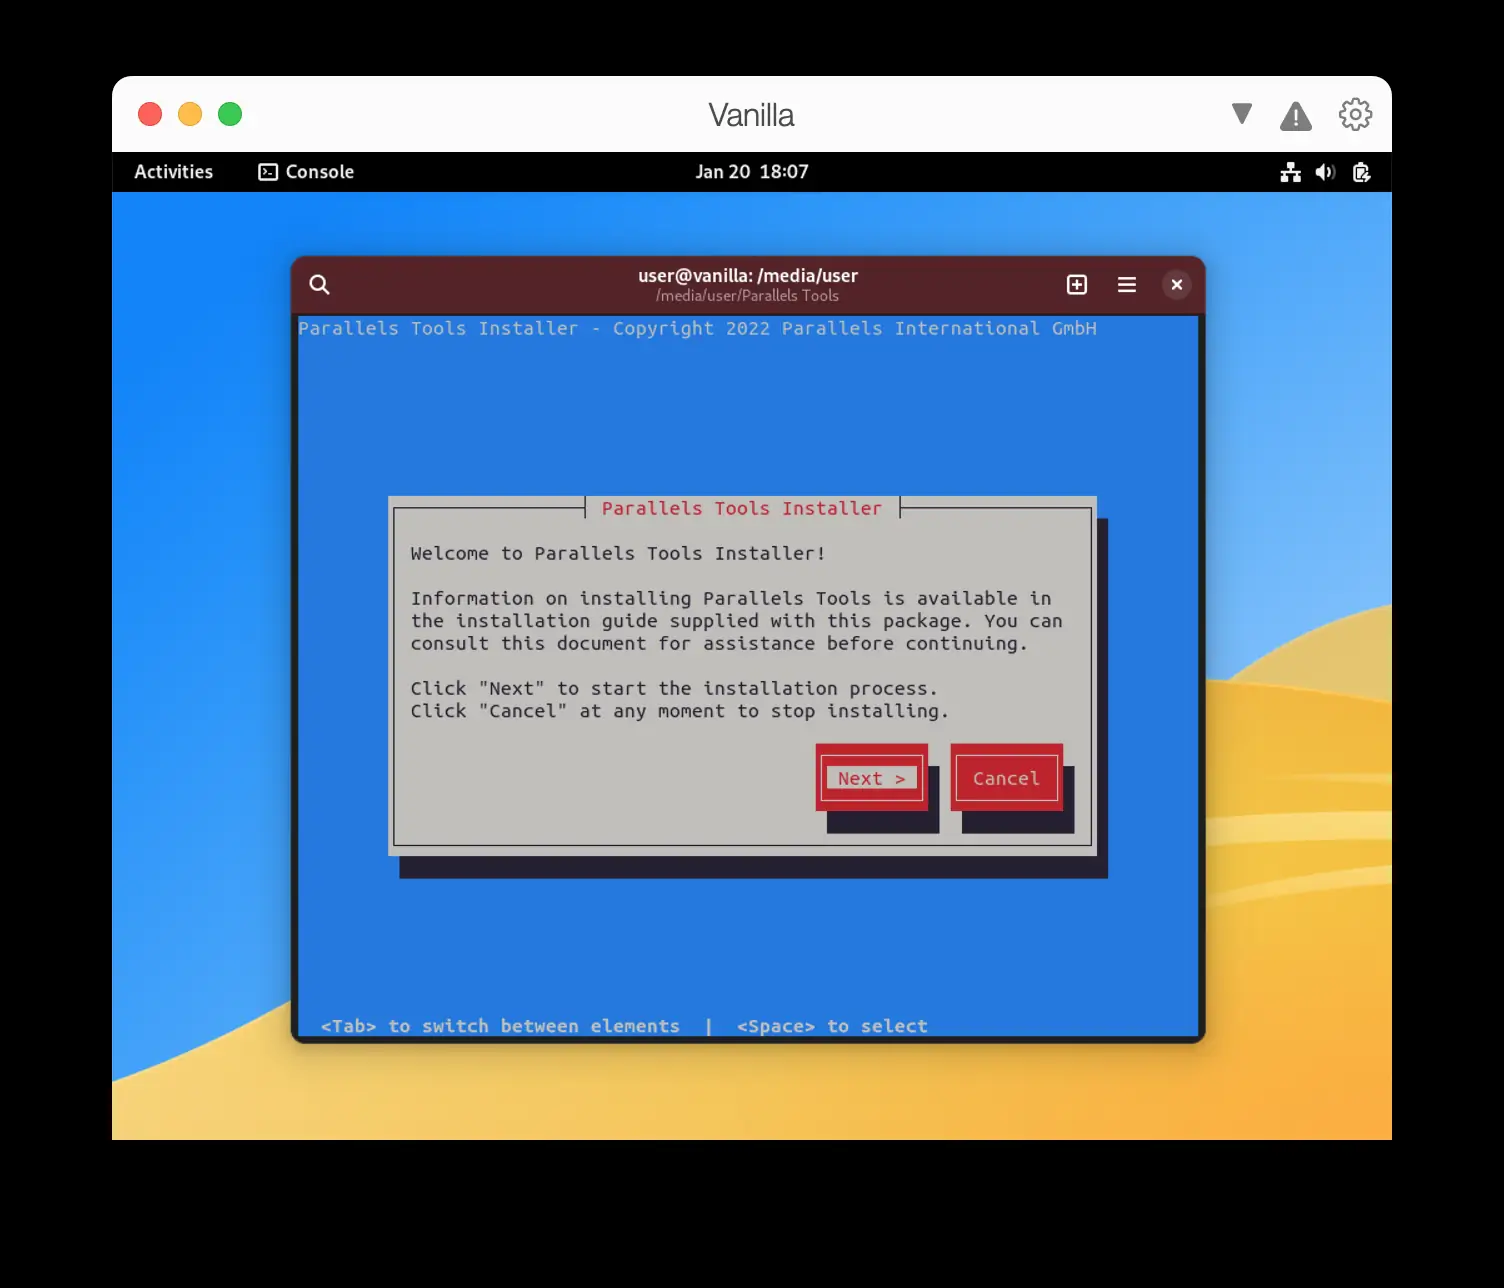 Vanilla
Activities Console Jan 20 18:07
user@vanilla: /media/user
/media/user/Parallels Tools
Parallels Tools Installer - Copyright 2022 Parallels International GmbH
Parallels Tools Installer
Welcome to Parallels Tools Installer!
Information on installing Parallels Tools is available in
the installation guide supplied with this package. You can
consult this document for assistance before continuing.
Click "Next" to start the installation process.
Click "Cancel" at any moment to stop installing.
Next > Cancel
<Tab> to switch between elements | <Space> to select